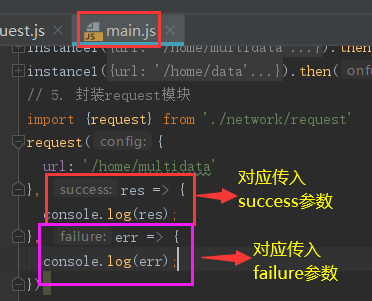 uest.js × main.js ×
instance1({url: '/home/multidata'...}).then(
instance1({url: '/home/data'...}).then( onfu
// 5. 封装request模块
import {request} from './network/request'
request( config: {
url: '/home/multidata'
}, success: res => {
console.log(res);
}, failure: err => {
console.log(err);
})
对应传入
success参数
对应传入
failure参数